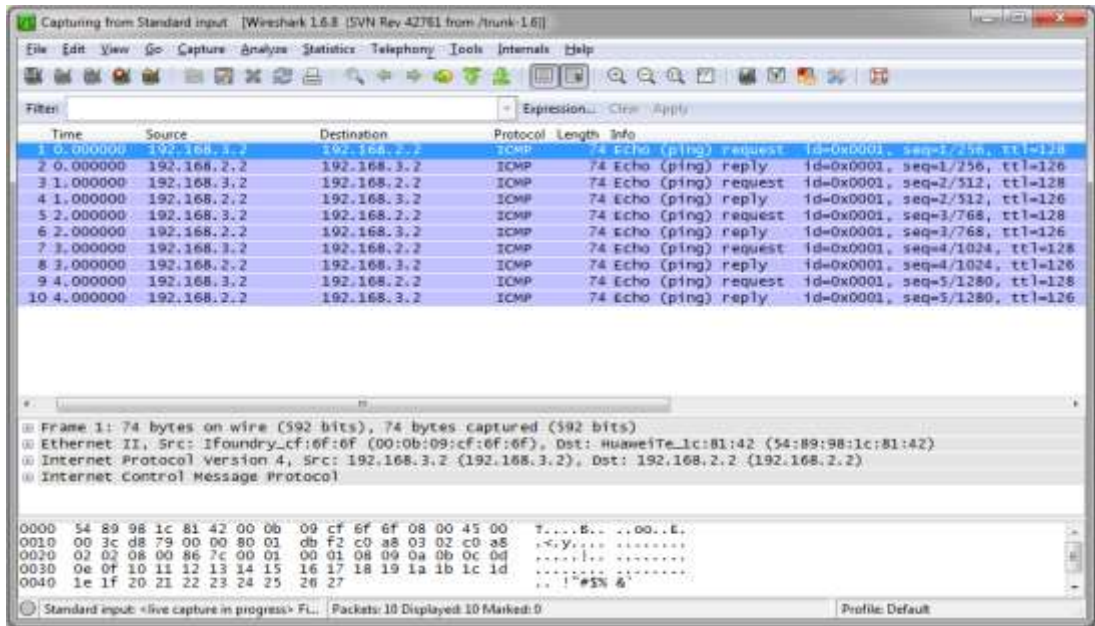 Capturing from Standard input [Wireshark 1.6.8 (SVN Rev 42761 from /trunk-1.6)]
File Edit View Go Capture Analyze Statistics Telephony Tools Internals Help
Filter: Expression... Clear Apply
Time Source Destination Protocol Length Info
1 0.000000 192.168.3.2 192.168.2.2 ICMP 74 Echo (ping) request id=0x0001, seq=1/256, ttl=128
2 0.000000 192.168.2.2 192.168.3.2 ICMP 74 Echo (ping) reply id=0x0001, seq=1/256, ttl=126
3 1.000000 192.168.3.2 192.168.2.2 ICMP 74 Echo (ping) request id=0x0001, seq=2/512, ttl=128
4 1.000000 192.168.2.2 192.168.3.2 ICMP 74 Echo (ping) reply id=0x0001, seq=2/512, ttl=126
5 2.000000 192.168.3.2 192.168.2.2 ICMP 74 Echo (ping) request id=0x0001, seq=3/768, ttl=128
6 2.000000 192.168.2.2 192.168.3.2 ICMP 74 Echo (ping) reply id=0x0001, seq=3/768, ttl=126
7 3.000000 192.168.3.2 192.168.2.2 ICMP 74 Echo (ping) request id=0x0001, seq=4/1024, ttl=128
8 3.000000 192.168.2.2 192.168.3.2 ICMP 74 Echo (ping) reply id=0x0001, seq=4/1024, ttl=126
9 4.000000 192.168.3.2 192.168.2.2 ICMP 74 Echo (ping) request id=0x0001, seq=5/1280, ttl=128
10 4.000000 192.168.2.2 192.168.3.2 ICMP 74 Echo (ping) reply id=0x0001, seq=5/1280, ttl=126
Frame 1: 74 bytes on wire (592 bits), 74 bytes captured (592 bits)
Ethernet II, Src: Ifoundry_cf:6f:6f (00:0b:09:cf:6f:6f), Dst: HuaweiTe_1c:81:42 (54:89:98:1c:81:42)
Internet Protocol Version 4, Src: 192.168.3.2 (192.168.3.2), Dst: 192.168.2.2 (192.168.2.2)
Internet Control Message Protocol
0000 54 89 98 1c 81 42 00 0b 09 cf 6f 6f 08 00 45 00 T....B.. ..oo..E.
0010 00 3c d8 79 00 00 80 01 db f2 c0 a8 03 02 c0 a8 .<.y.... ........
0020 02 02 08 00 86 7c 00 01 00 01 08 09 0a 0b 0c 0d .....|.. ........
0030 0e 0f 10 11 12 13 14 15 16 17 18 19 1a 1b 1c 1d ........ ........
0040 1e 1f 20 21 22 23 24 25 26 27 .. !"#$% &'
Standard input: <live capture in progress> Fi... Packets: 10 Displayed: 10 Marked: 0 Profile: Default